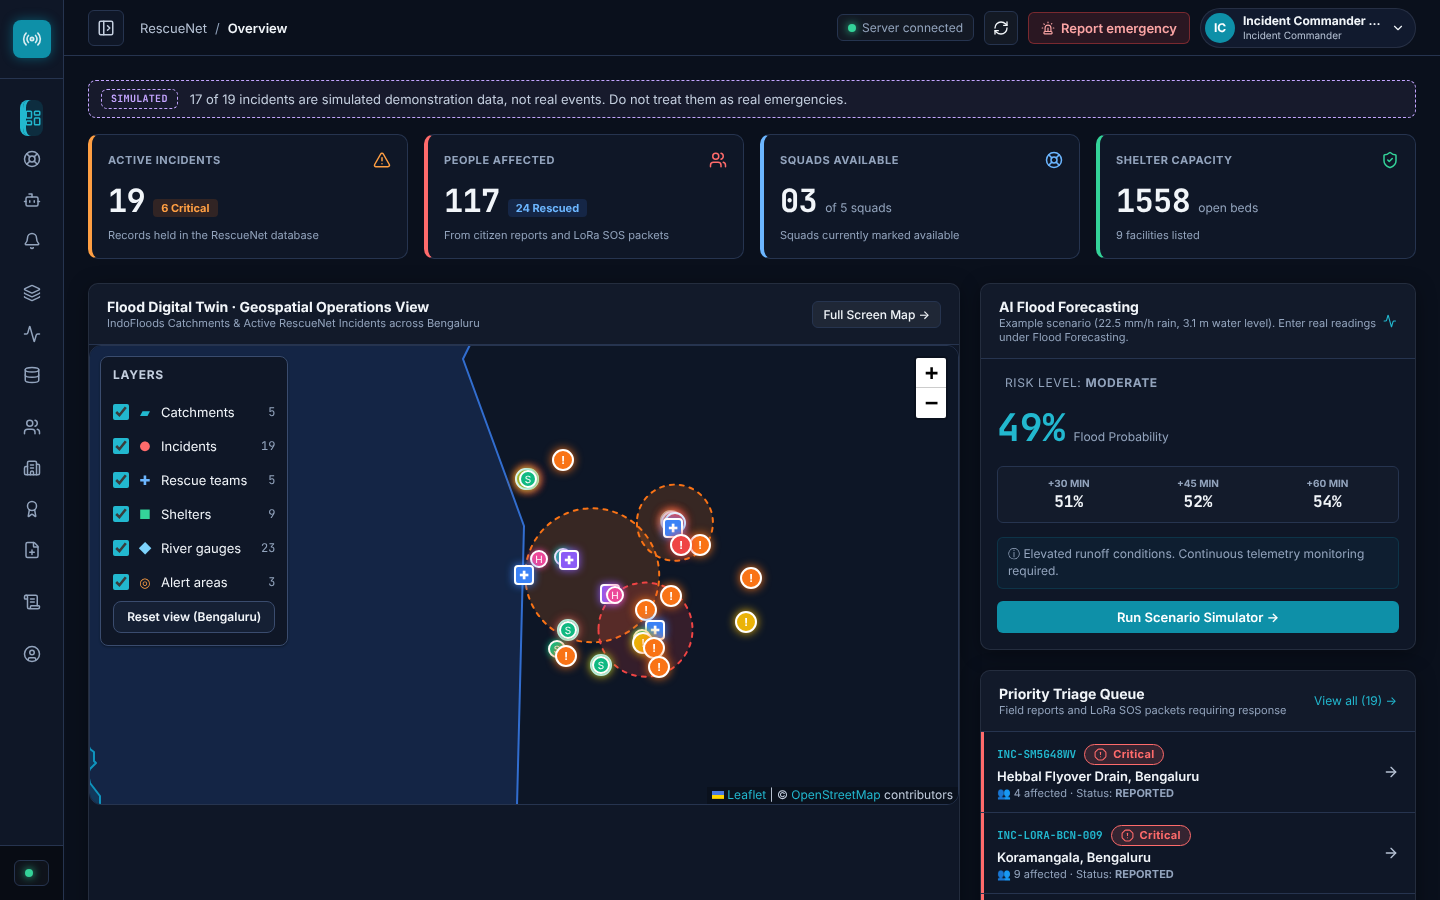 RescueNet / Overview
Server connected
Report emergency
IC
Incident Commander ...
Incident Commander
SIMULATED 17 of 19 incidents are simulated demonstration data, not real events. Do not treat them as real emergencies.
ACTIVE INCIDENTS
19 6 Critical
Records held in the RescueNet database
PEOPLE AFFECTED
117 24 Rescued
From citizen reports and LoRa SOS packets
SQUADS AVAILABLE
03 of 5 squads
Squads currently marked available
SHELTER CAPACITY
1558 open beds
9 facilities listed
Flood Digital Twin · Geospatial Operations View
IndoFloods Catchments & Active RescueNet Incidents across Bengaluru
Full Screen Map →
LAYERS
Catchments 5
Incidents 19
Rescue teams 5
Shelters 9
River gauges 23
Alert areas 3
Reset view (Bengaluru)
+
−
!
S
!
H
!
!
!
H
!
!
S
!
!
S
!
S
!
Leaflet | © OpenStreetMap contributors
AI Flood Forecasting
Example scenario (22.5 mm/h rain, 3.1 m water level). Enter real readings
under Flood Forecasting.
RISK LEVEL: MODERATE
49% Flood Probability
+30 MIN
51%
+45 MIN
52%
+60 MIN
54%
ⓘ Elevated runoff conditions. Continuous telemetry monitoring
required.
Run Scenario Simulator →
Priority Triage Queue
Field reports and LoRa SOS packets requiring response
View all (19) →
INC-SM5G48WV Critical
Hebbal Flyover Drain, Bengaluru
👥 4 affected · Status: REPORTED
INC-LORA-BCN-009 Critical
Koramangala, Bengaluru
👥 9 affected · Status: REPORTED